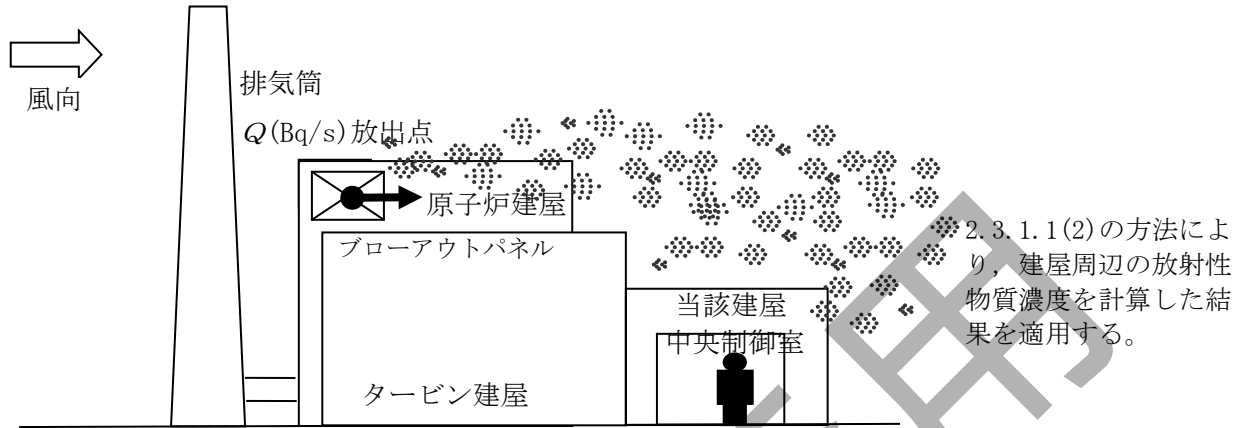 風向
排気筒
Q(Bq/s)放出点
原子炉建屋
ブローアウトパネル
当該建屋
中央制御室
タービン建屋
2.3.1.1(2)の方法によ
り，建屋周辺の放射性
物質濃度を計算した結
果を適用する。
用